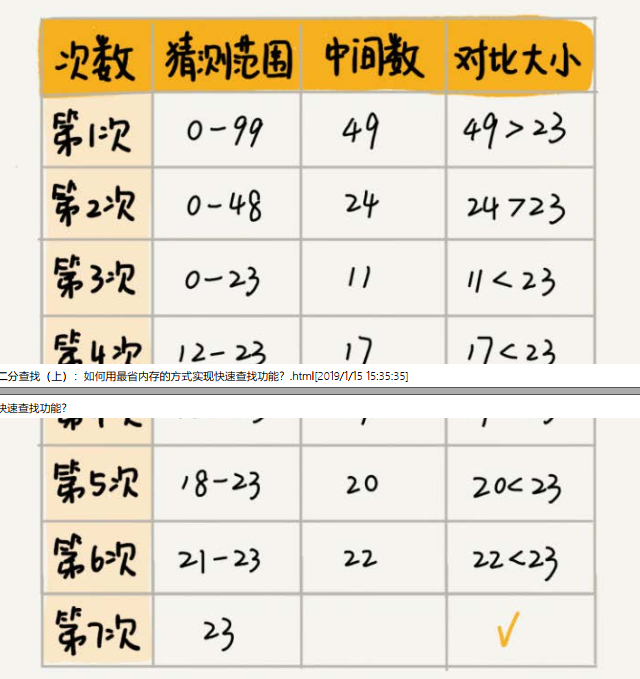 次数 猜测范围 中间数 对比大小
第1次 0-99 49 49>23
第2次 0-48 24 24>23
第3次 0-23 11 11<23
第4次 12-23 17 17<23
二分查找（上）：如何用最省内存的方式实现快速查找功能？.html[2019/1/15 15:35:35]
快速查找功能？
第5次 18-23 20 20<23
第6次 21-23 22 22<23
第7次 23 ✓